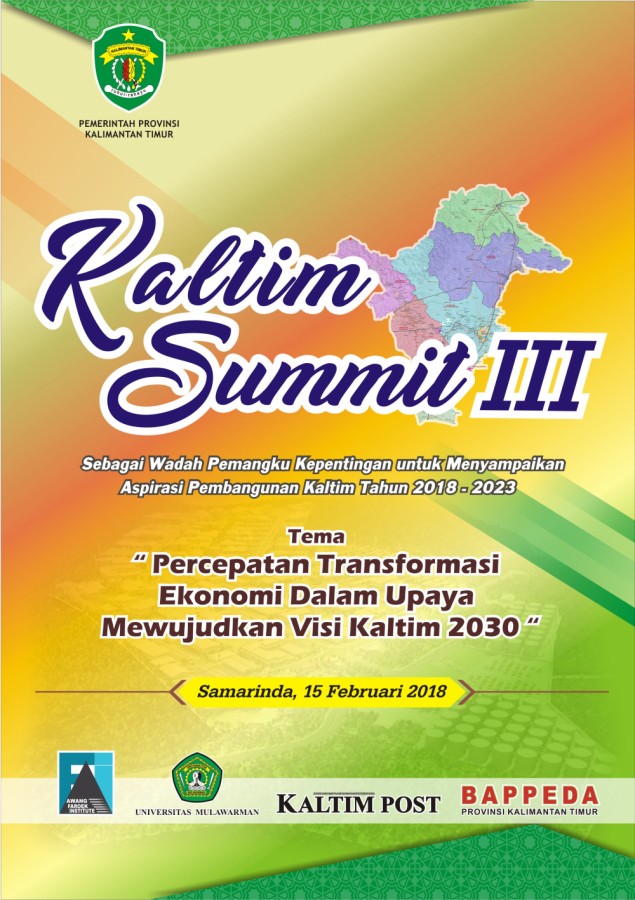 KALIMANTAN TIMUR
PEMERINTAH PROVINSI
KALIMANTAN TIMUR
Kaltim
Summit III
Sebagai Wadah Pemangku Kepentingan untuk Menyampaikan
Aspirasi Pembangunan Kaltim Tahun 2018 - 2023
Tema
“ Percepatan Transformasi
Ekonomi Dalam Upaya
Mewujudkan Visi Kaltim 2030 “
Samarinda, 15 Februari 2018
AWANG
FAROEK
INSTITUTE
UNIVERSITAS MULAWARMAN
KALTIM POST
BAPPEDA
PROVINSI KALIMANTAN TIMUR